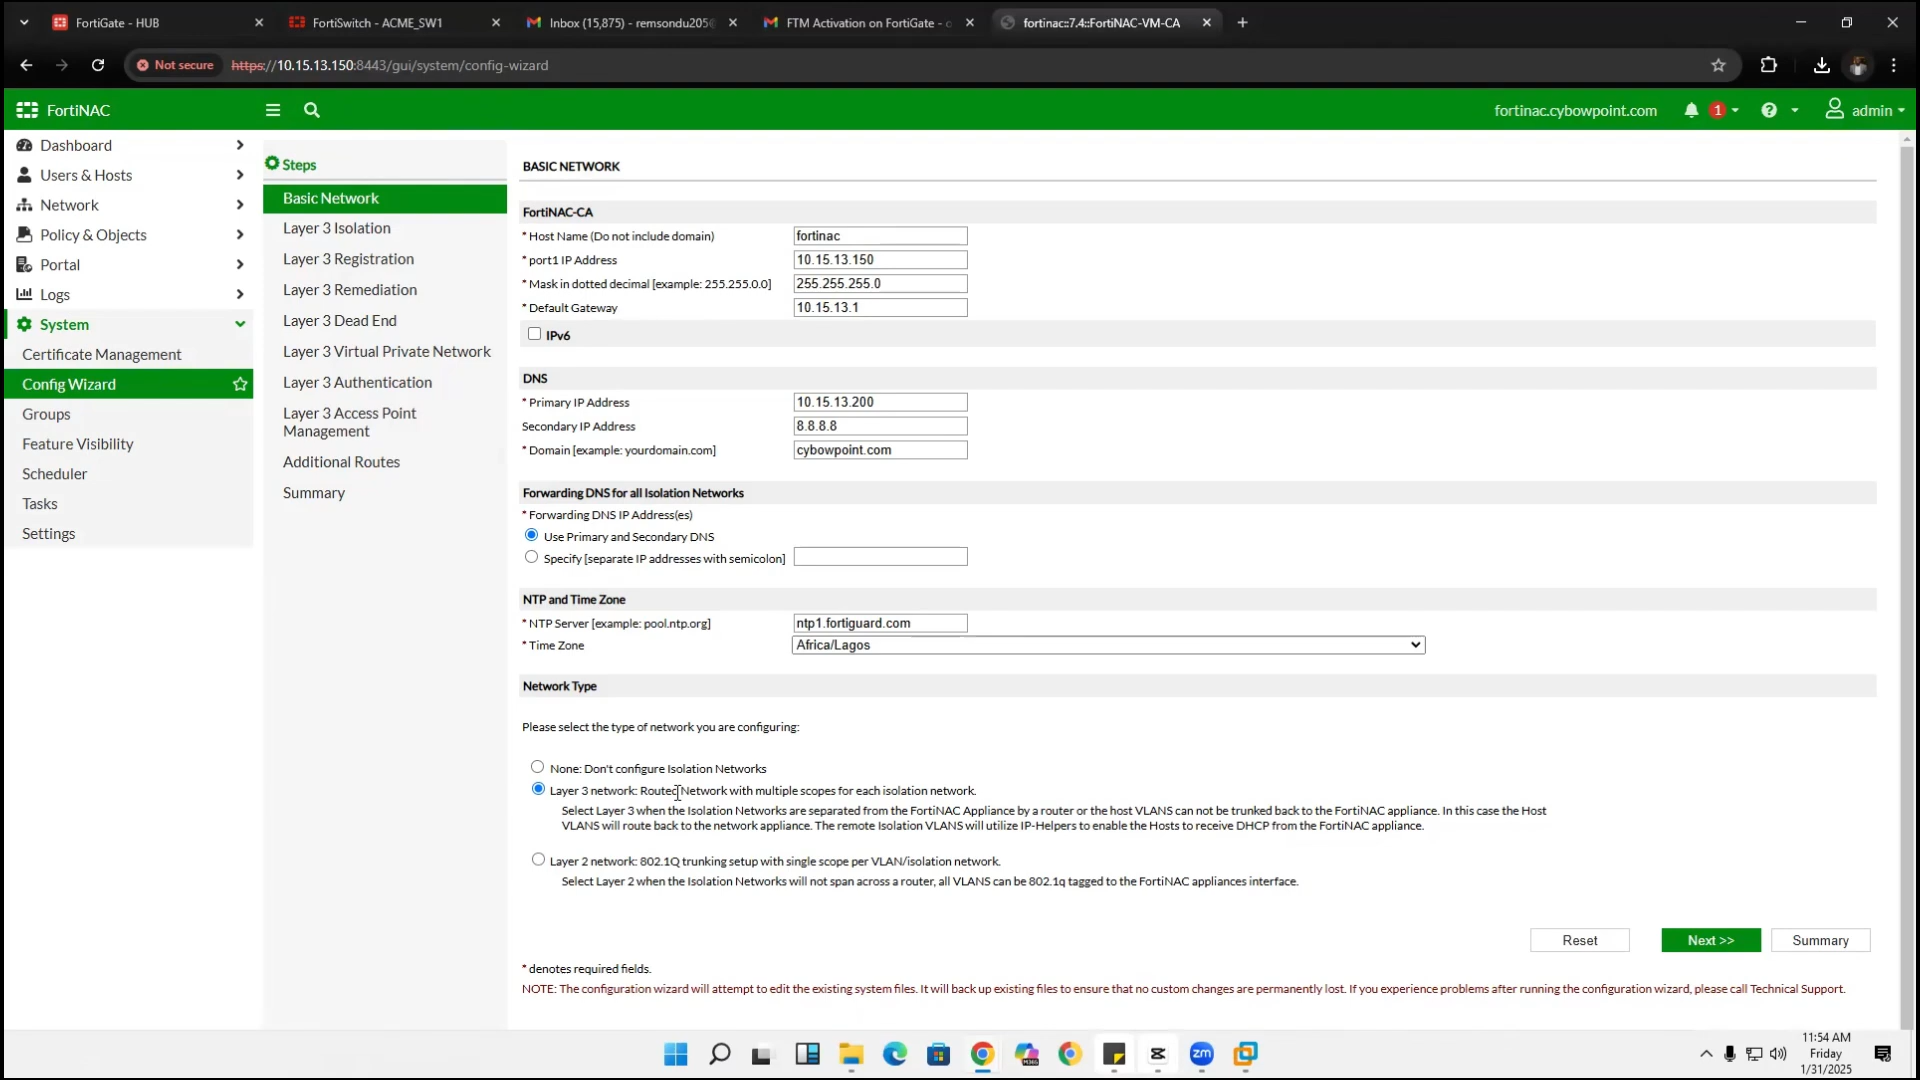 FortiGate - HUB
FortiSwitch - ACME_SW1
Inbox (15,875) - remsondu205@
FTM Activation on FortiGate - o
fortinac::7.4::FortiNAC-VM-CA
Not secure
https://10.15.13.150:8443/gui/system/config-wizard
FortiNAC
fortinac.cybowpoint.com
1
admin
Dashboard
Users & Hosts
Network
Policy & Objects
Portal
Logs
System
Certificate Management
Config Wizard
Groups
Feature Visibility
Scheduler
Tasks
Settings
Steps
Basic Network
Layer 3 Isolation
Layer 3 Registration
Layer 3 Remediation
Layer 3 Dead End
Layer 3 Virtual Private Network
Layer 3 Authentication
Layer 3 Access Point
Management
Additional Routes
Summary
BASIC NETWORK
FortiNAC-CA
* Host Name (Do not include domain) fortinac
* port1 IP Address 10.15.13.150
* Mask in dotted decimal [example: 255.255.0.0] 255.255.255.0
* Default Gateway 10.15.13.1
IPv6
DNS
* Primary IP Address 10.15.13.200
Secondary IP Address 8.8.8.8
* Domain [example: yourdomain.com] cybowpoint.com
Forwarding DNS for all Isolation Networks
* Forwarding DNS IP Address(es)
Use Primary and Secondary DNS
Specify [separate IP addresses with semicolon]
NTP and Time Zone
* NTP Server [example: pool.ntp.org] ntp1.fortiguard.com
* Time Zone Africa/Lagos
Network Type
Please select the type of network you are configuring:
None: Don't configure Isolation Networks
Layer 3 network: Routed Network with multiple scopes for each isolation network.
Select Layer 3 when the Isolation Networks are separated from the FortiNAC Appliance by a router or the host VLANS can not be trunked back to the FortiNAC appliance. In this case the Host
VLANS will route back to the network appliance. The remote Isolation VLANS will utilize IP-Helpers to enable the Hosts to receive DHCP from the FortiNAC appliance.
Layer 2 network: 802.1Q trunking setup with single scope per VLAN/isolation network.
Select Layer 2 when the Isolation Networks will not span across a router, all VLANS can be 802.1q tagged to the FortiNAC appliances interface.
Reset
Next >>
Summary
* denotes required fields.
NOTE: The configuration wizard will attempt to edit the existing system files. It will back up existing files to ensure that no custom changes are permanently lost. If you experience problems after running the configuration wizard, please call Technical Support.
zm
11:54 AM
Friday
1/31/2025